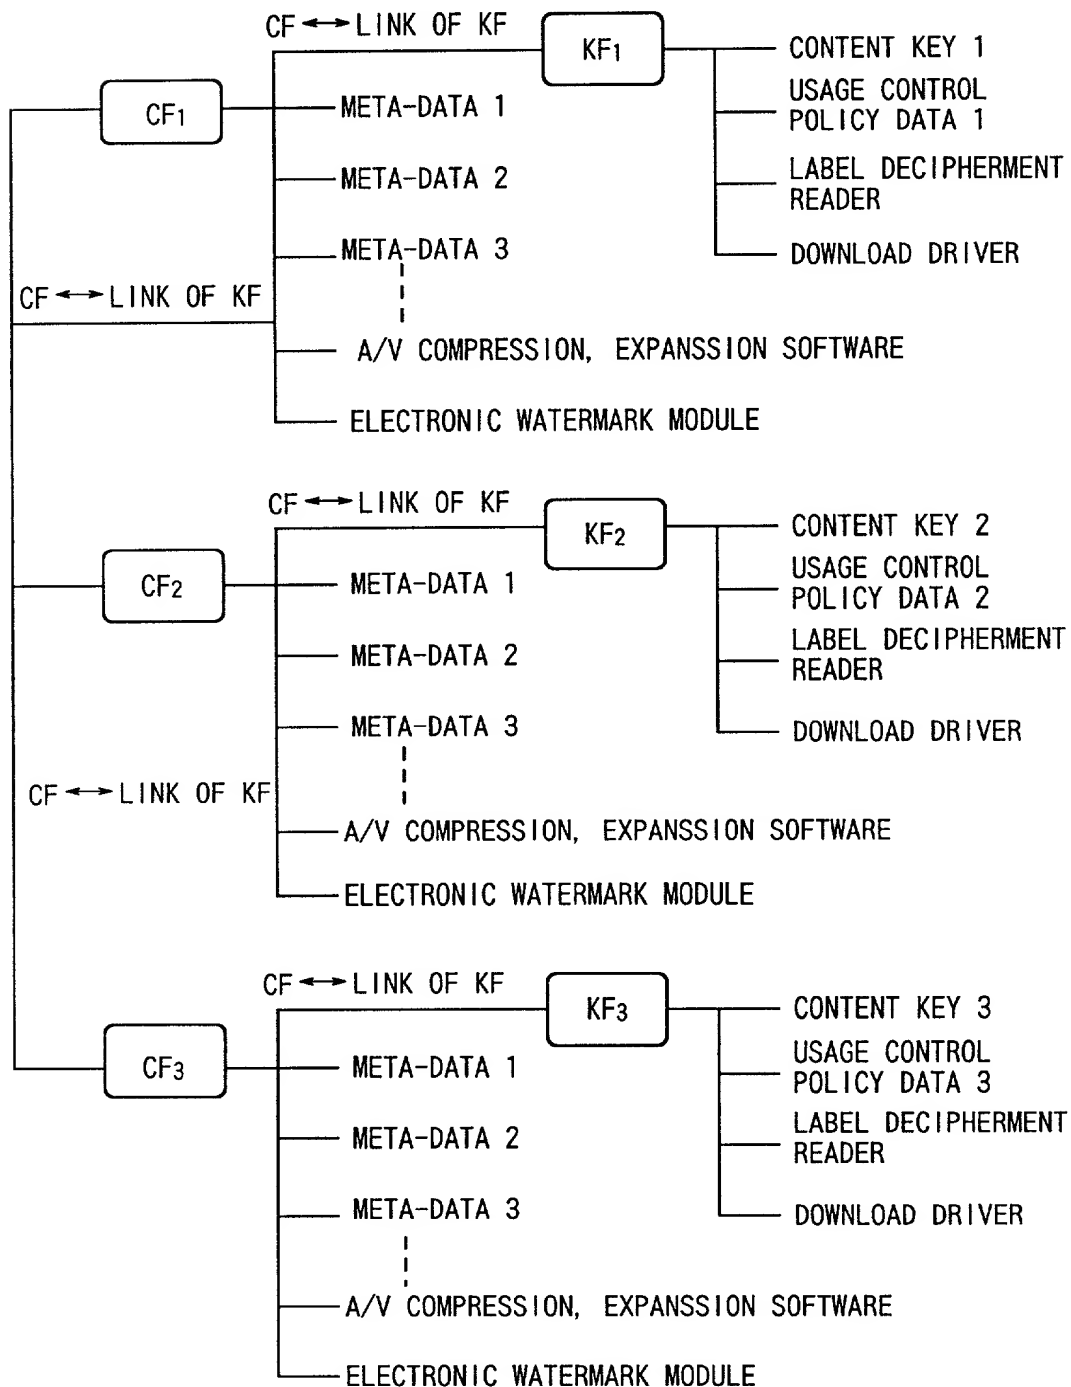 CF ↔ LINK OF KF
KF1
CONTENT KEY 1
USAGE CONTROL
POLICY DATA 1
LABEL DECIPHERMENT
READER
DOWNLOAD DRIVER
CF1
META-DATA 1
META-DATA 2
META-DATA 3
CF ↔ LINK OF KF
A/V COMPRESSION, EXPANSSION SOFTWARE
ELECTRONIC WATERMARK MODULE
CF ↔ LINK OF KF
KF2
CONTENT KEY 2
USAGE CONTROL
POLICY DATA 2
LABEL DECIPHERMENT
READER
DOWNLOAD DRIVER
CF2
META-DATA 1
META-DATA 2
META-DATA 3
CF ↔ LINK OF KF
A/V COMPRESSION, EXPANSSION SOFTWARE
ELECTRONIC WATERMARK MODULE
CF ↔ LINK OF KF
KF3
CONTENT KEY 3
USAGE CONTROL
POLICY DATA 3
LABEL DECIPHERMENT
READER
DOWNLOAD DRIVER
CF3
META-DATA 1
META-DATA 2
META-DATA 3
A/V COMPRESSION, EXPANSSION SOFTWARE
ELECTRONIC WATERMARK MODULE